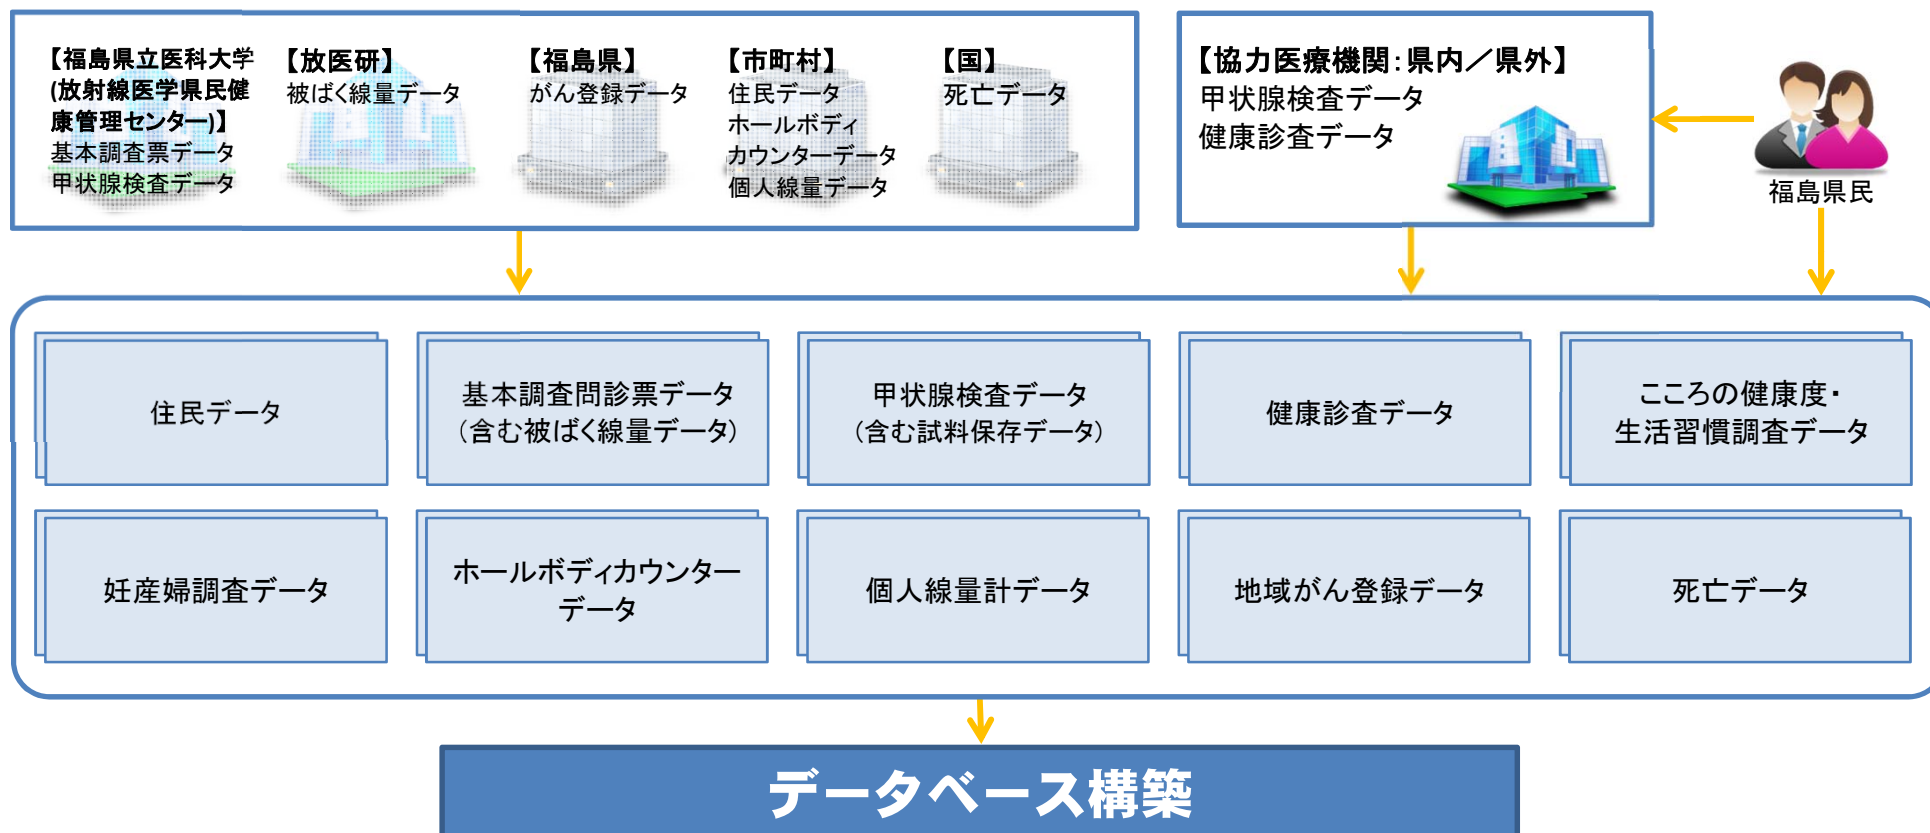 【福島県立医科大学
(放射線医学県民健
康管理センター)】
基本調査票データ
甲状腺検査データ
【放医研】
被ばく線量データ
【福島県】
がん登録データ
【市町村】
住民データ
ホールボディ
カウンターデータ
個人線量データ
【国】
死亡データ
【協力医療機関：県内／県外】
甲状腺検査データ
健康診査データ
福島県民
住民データ
基本調査問診票データ
（含む被ばく線量データ）
甲状腺検査データ
（含む試料保存データ）
健康診査データ
こころの健康度・
生活習慣調査データ
妊産婦調査データ
ホールボディカウンター
データ
個人線量計データ
地域がん登録データ
死亡データ
データベース構築